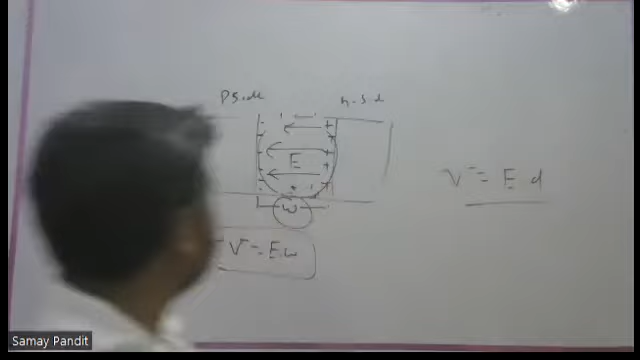 P side n-side
E
w
V = E d
V = E.w
Samay Pandit